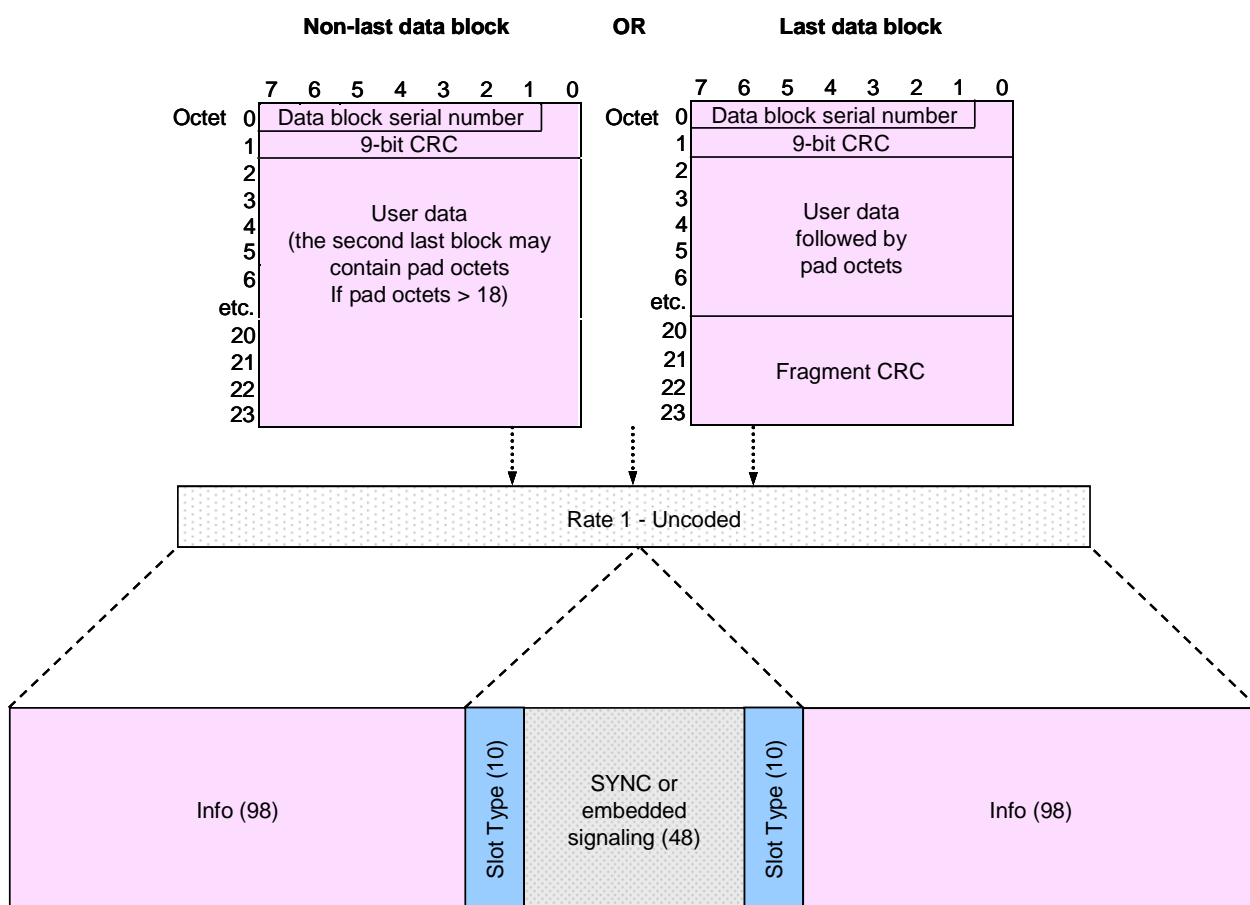 Non-last data block OR Last data block
7 6 5 4 3 2 1 0
7 6 5 4 3 2 1 0
Octet 0 Data block serial number
1 9-bit CRC
2
3
4
5
6
etc.
20
21
22
23
User data
(the second last block may
contain pad octets
If pad octets > 18)
Octet 0 Data block serial number
1 9-bit CRC
2
3
4
5
6
etc.
20
21
22
23
User data
followed by
pad octets
Fragment CRC
Rate 1 - Uncoded
Info (98)
Slot Type (10)
SYNC or
embedded
signaling (48)
Slot Type (10)
Info (98)